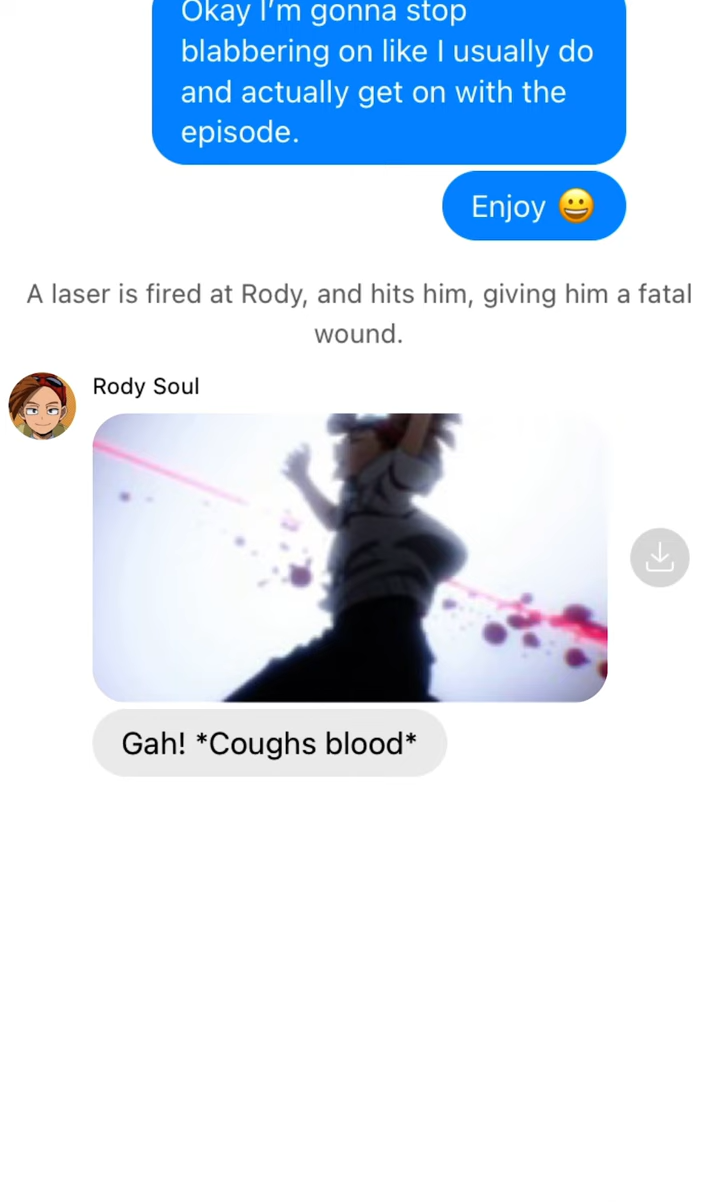 Okay I’m gonna stop
blabbering on like I usually do
and actually get on with the
episode.
Enjoy 😀
A laser is fired at Rody, and hits him, giving him a fatal
wound.
Rody Soul
Gah! *Coughs blood*